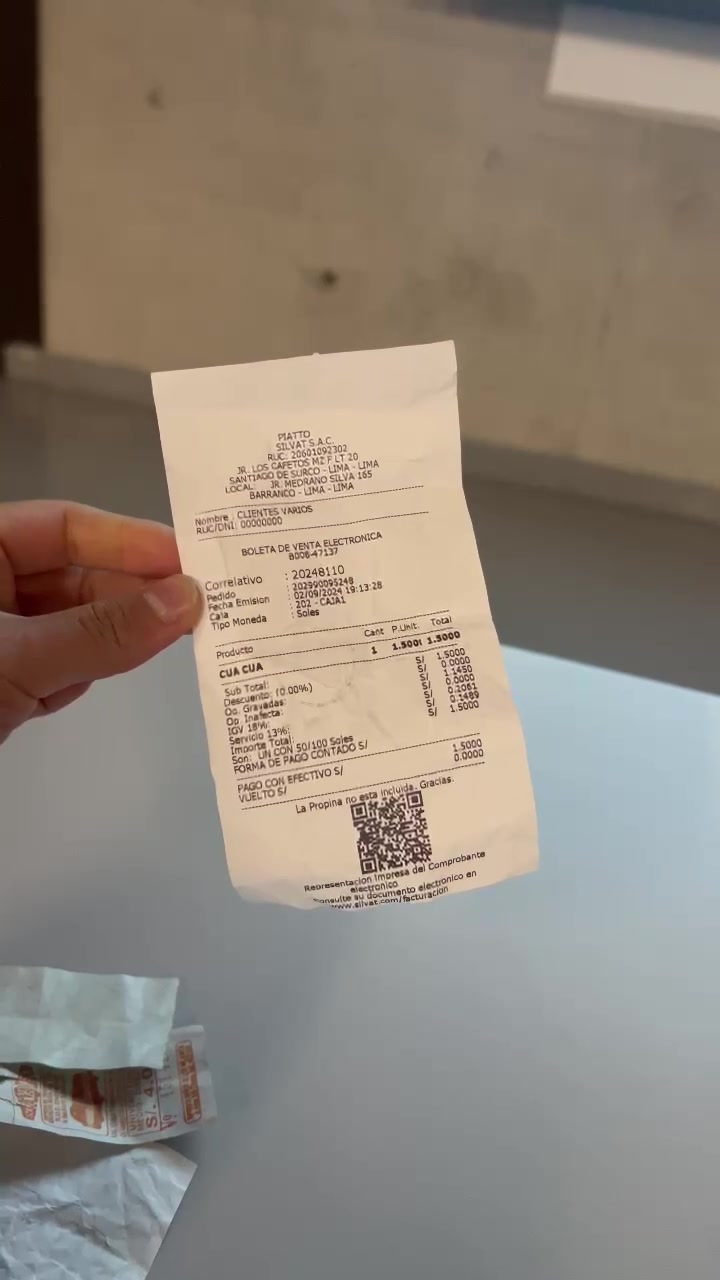 PIATTO
SILVAT S.A.C.
RUC: 20601092302
JR. LOS CAFETOS MZ F LT 20
SANTIAGO DE SURCO - LIMA - LIMA
LOCAL: JR. MEDRANO SILVA 165
BARRANCO - LIMA - LIMA
Nombre : CLIENTES VARIOS
RUC/DNI: 00000000
BOLETA DE VENTA ELECTRONICA
B006-47137
Correlativo : 20248110
Pedido : 202990095248
Fecha Emision : 02/09/2024 19:13:28
Caja : 202 - CAJA1
Tipo Moneda : Soles
Producto Cant P.Unit. Total
CUA CUA 1 1.500 1.5000
Sub Total: S/ 1.5000
Descuento: (0.00%) S/ 0.0000
Op. Gravadas: S/ 1.1450
Op. Inafecta: S/ 0.0000
IGV 18%: S/ 0.2061
Servicio 13%: S/ 0.1489
Importe Total: S/ 1.5000
Son: UN CON 50/100 Soles
FORMA DE PAGO CONTADO S/
PAGO CON EFECTIVO S/ 1.5000
VUELTO S/ 0.0000
La Propina no esta incluida. Gracias.
Representacion Impresa del Comprobante
electronico
onsulte su documento electronico en
www.silvat.com/facturacion
S/. 4.0